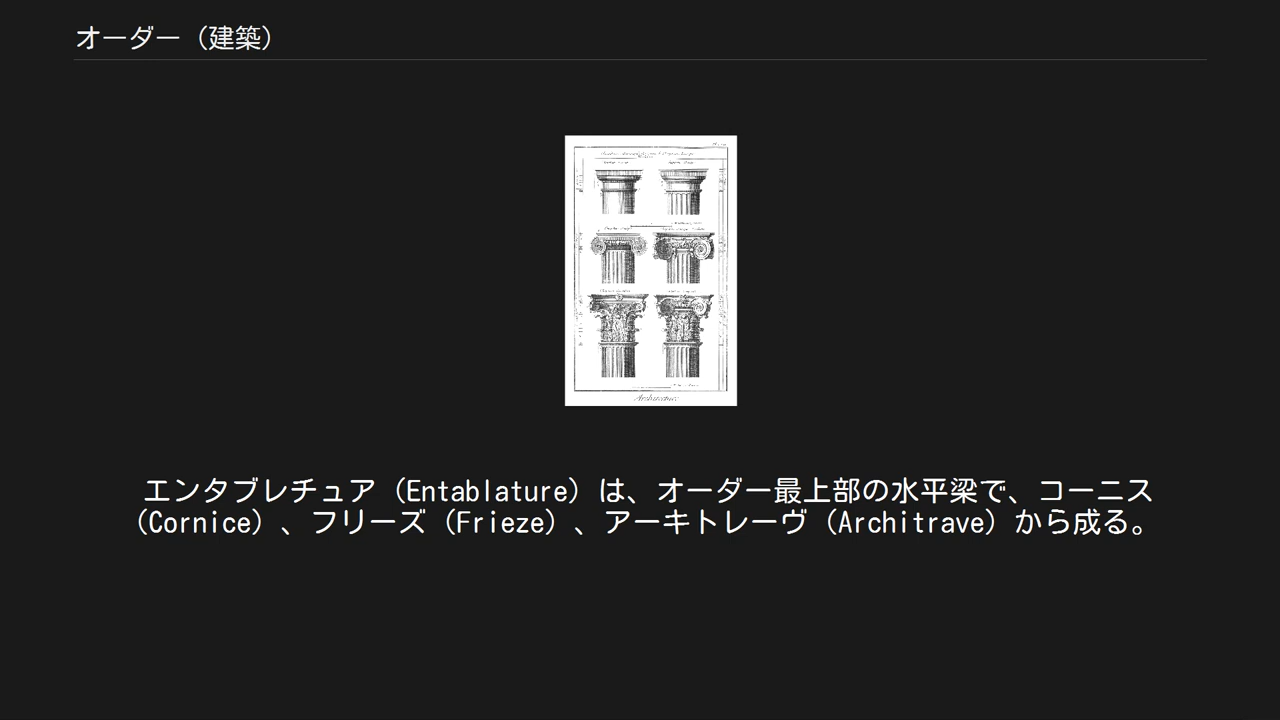 オーダー（建築）
Architecture
エンタブレチュア（Entablature）は、オーダー最上部の水平梁で、コーニス
（Cornice）、フリーズ（Frieze）、アーキトレーヴ（Architrave）から成る。